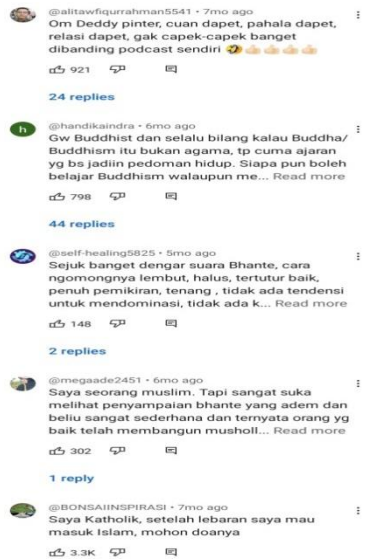 @alitawfiqurrahman5541 • 7mo ago
Om Deddy pinter, cuan dapet, pahala dapet,
relasi dapet, gak capek-capek banget
dibanding podcast sendiri 🤣👍🏻👍🏻👍🏻👍🏻
921
24 replies
h
@handikaindra • 6mo ago
Gw Buddhist dan selalu bilang kalau Buddha/
Buddhism itu bukan agama, tp cuma ajaran
yg bs jadiin pedoman hidup. Siapa pun boleh
belajar Buddhism walaupun me... Read more
798
44 replies
@self-healing5825 • 5mo ago
Sejuk banget dengar suara Bhante, cara
ngomongnya lembut, halus, tertutur baik,
penuh pemikiran, tenang , tidak ada tendensi
untuk mendominasi, tidak ada k... Read more
148
2 replies
@megaade2451 • 6mo ago
Saya seorang muslim. Tapi sangat suka
melihat penyampaian bhante yang adem dan
beliu sangat sederhana dan ternyata orang yg
baik telah membangun musholl... Read more
302
1 reply
@BONSAIINSPIRASI • 7mo ago
Saya Katholik, setelah lebaran saya mau
masuk Islam, mohon doanya
3.3K